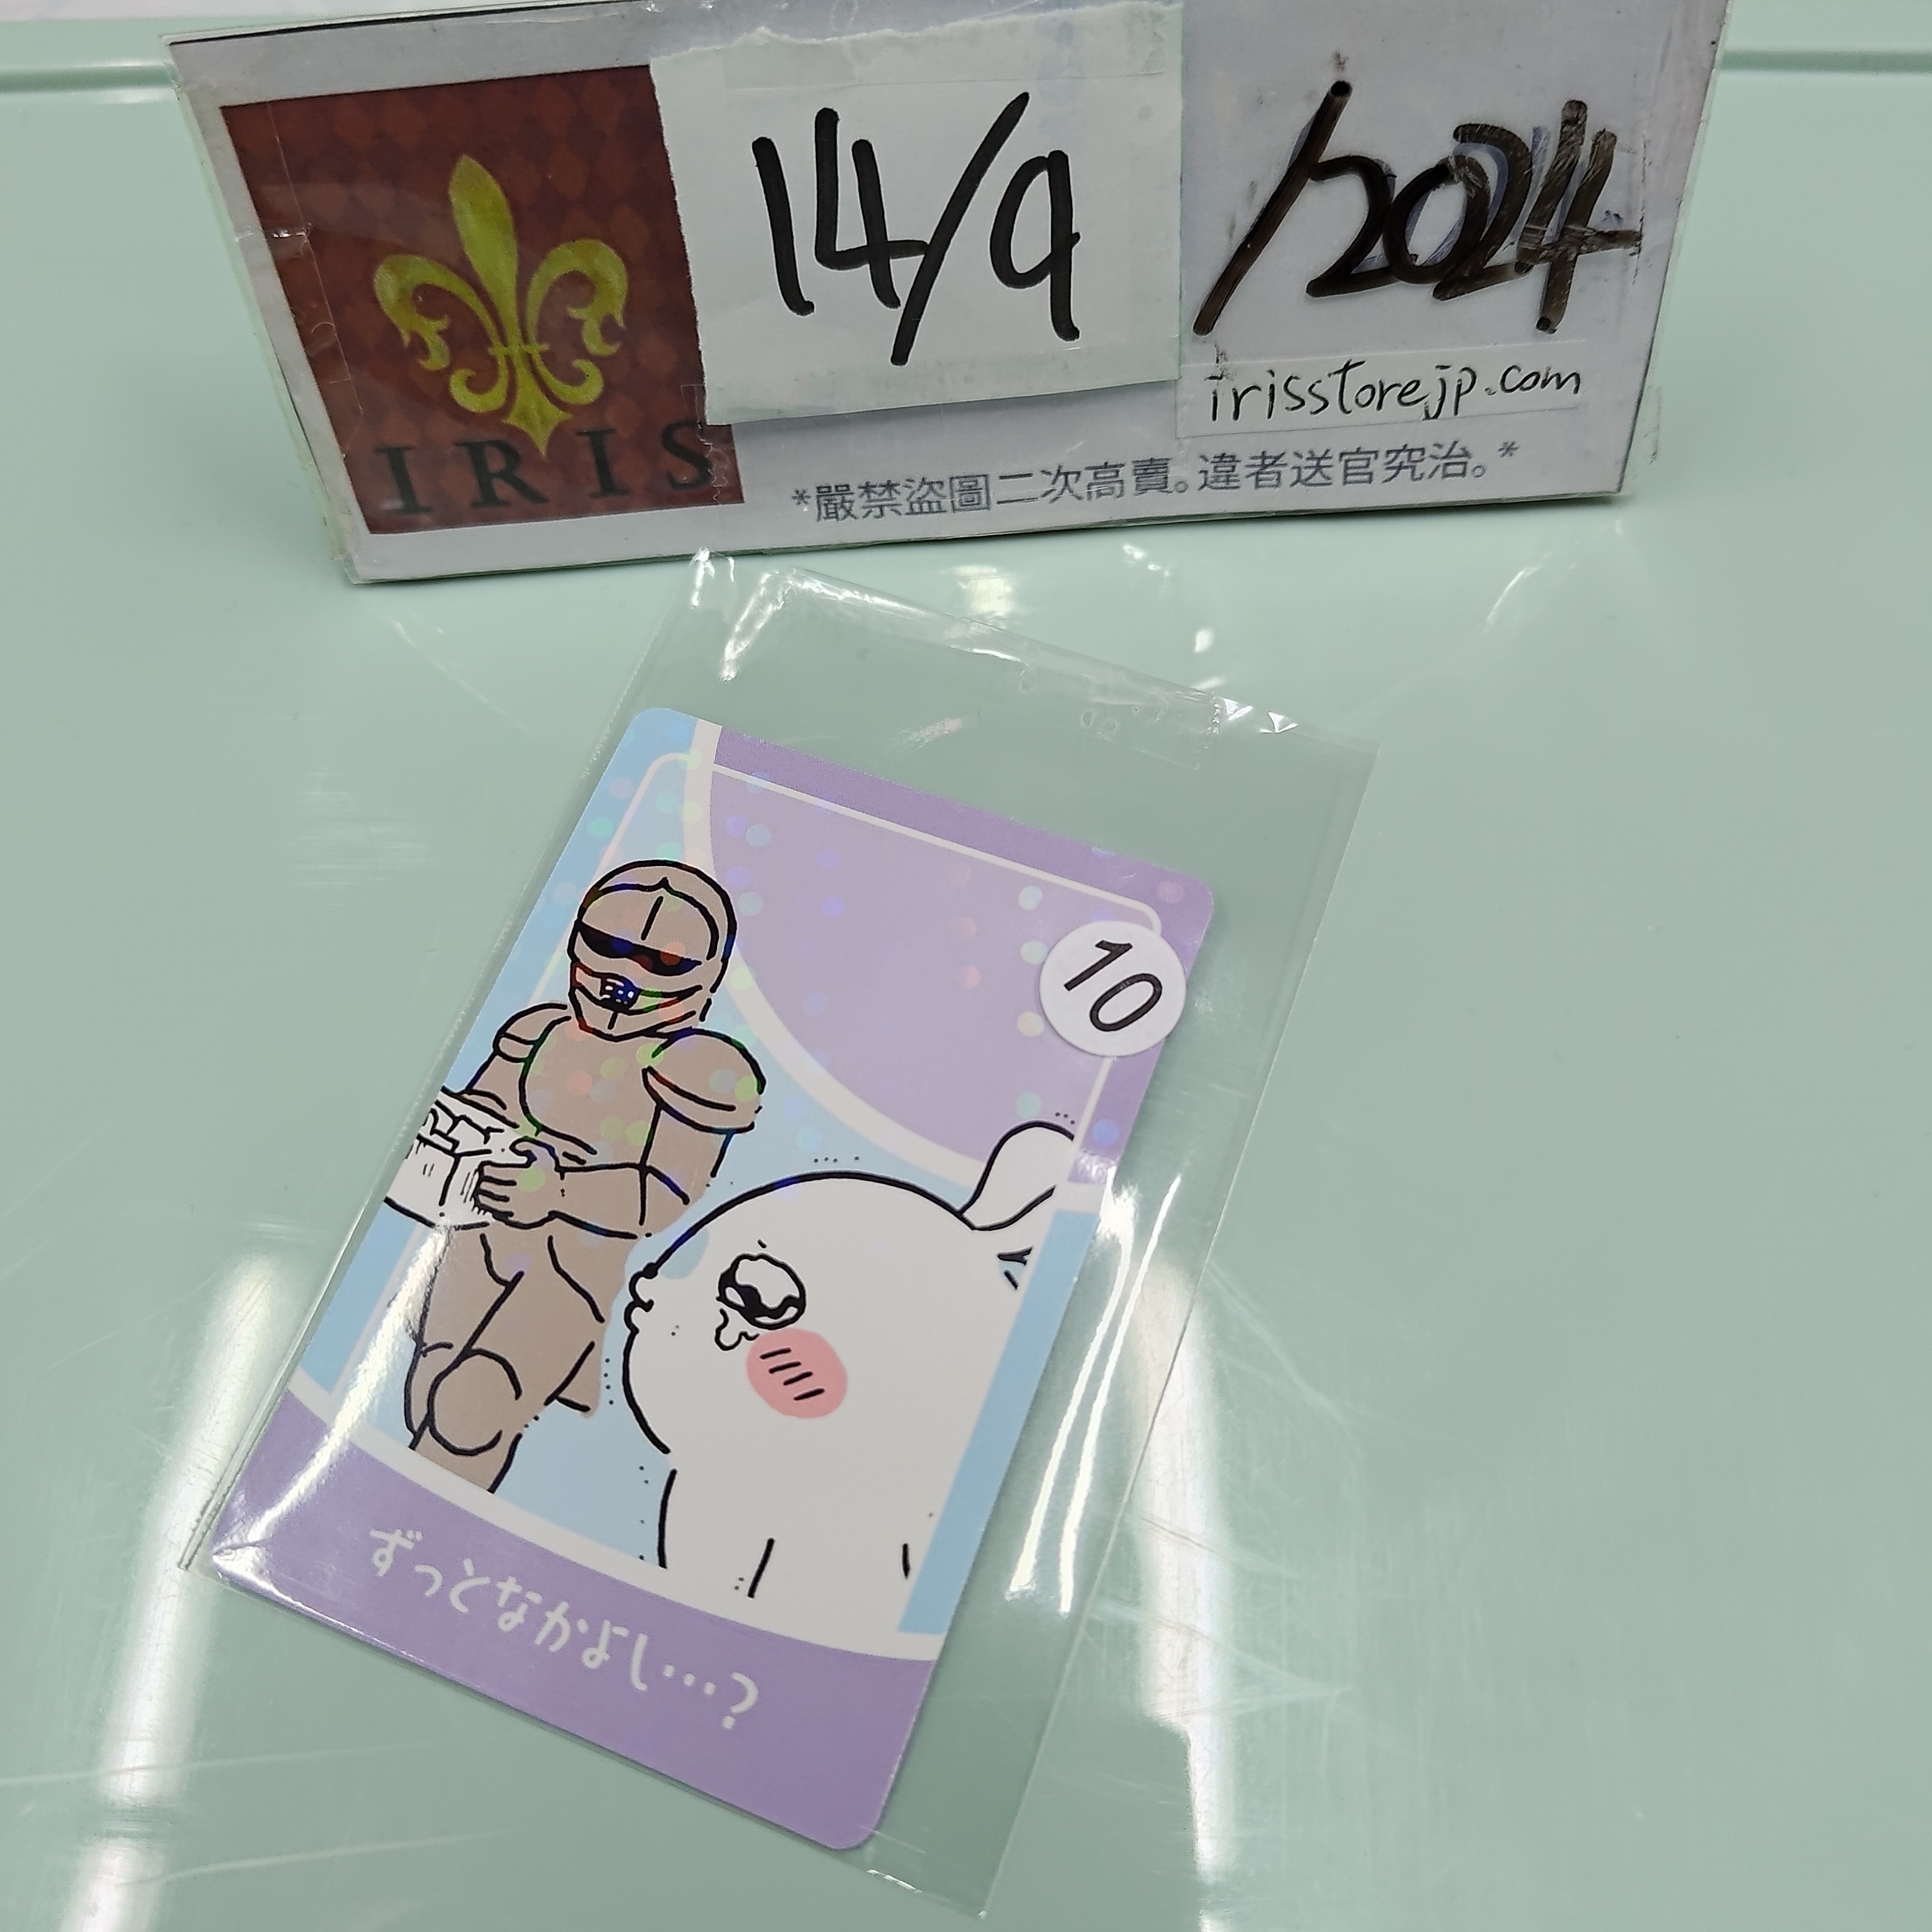 14/9
/2024
irisstorejp.com
IRIS
*嚴禁盜圖二次高賣。違者送官究治。*
10
ずっとなかよし…?